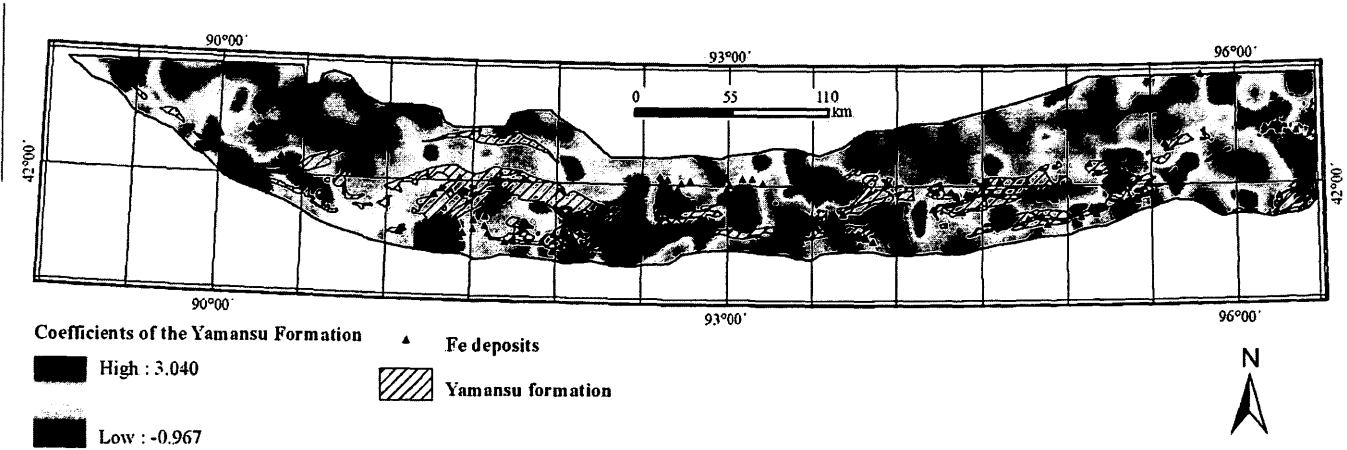 90°00′
93°00′
96°00′
0 55 110
km
42°00′
42°00′
90°00′
93°00′
96°00′
Coefficients of the Yamansu Formation
High : 3.040
Low : -0.967
Fe deposits
Yamansu formation
N